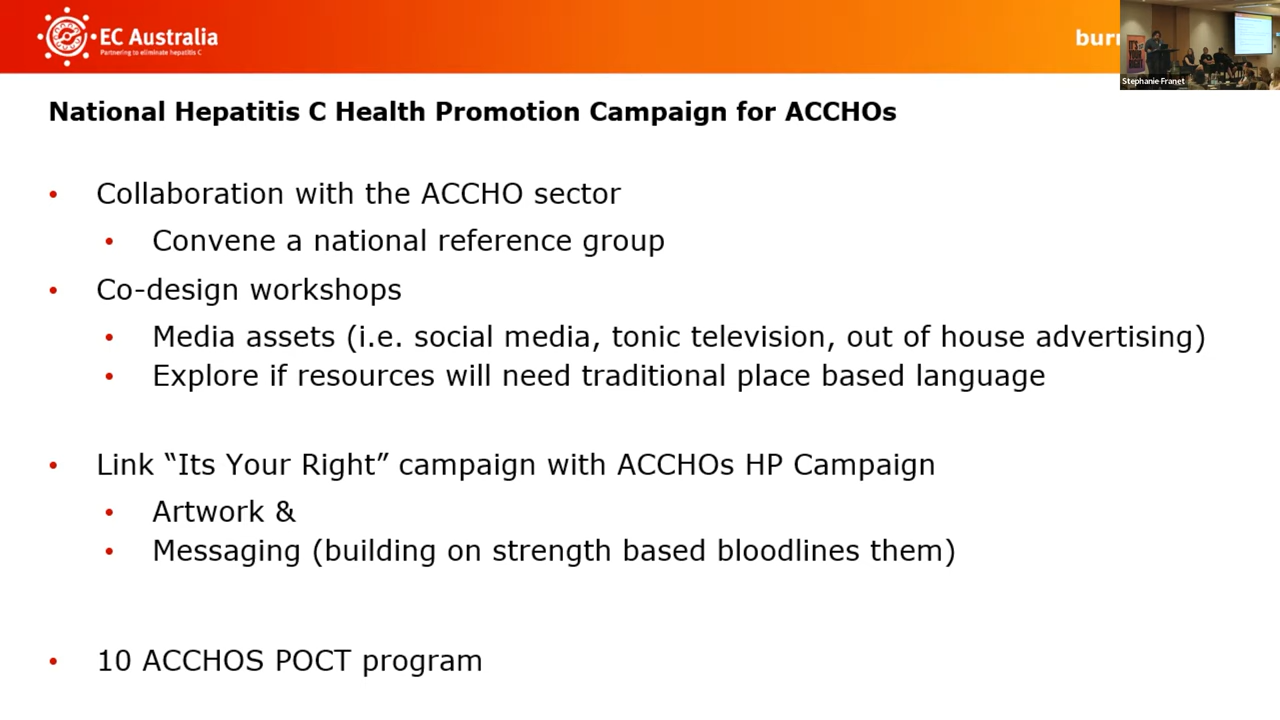 EC Australia
Partnering to eliminate hepatitis C
Stephanie Franet
National Hepatitis C Health Promotion Campaign for ACCHOs
• Collaboration with the ACCHO sector
• Convene a national reference group
• Co-design workshops
• Media assets (i.e. social media, tonic television, out of house advertising)
• Explore if resources will need traditional place based language
• Link “Its Your Right” campaign with ACCHOs HP Campaign
• Artwork &
• Messaging (building on strength based bloodlines them)
• 10 ACCHOS POCT program